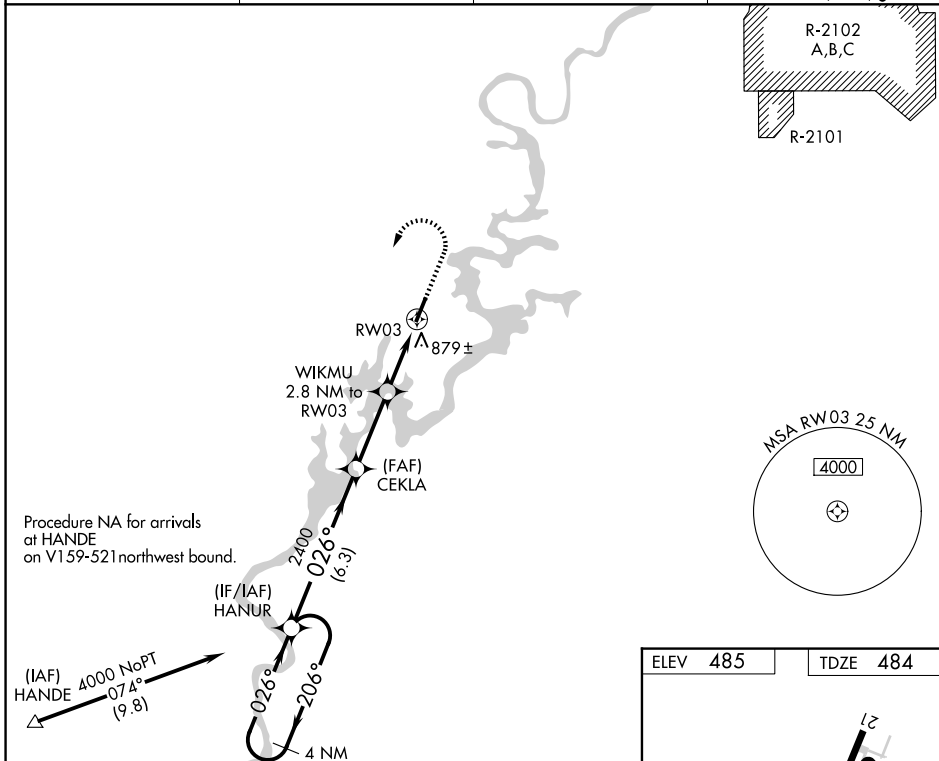 R-2102
A,B,C
R-2101
RW03
879±
WIKMU
2.8 NM to
RW03
(FAF)
CEKLA
MSA RW03 25 NM
4000
Procedure NA for arrivals
at HANDE
on V159-521 northwest bound.
2400
026°
(6.3)
(IF/IAF)
HANUR
(IAF)
HANDE
4000 NoPT
074°
(9.8)
026°
206°
4 NM
ELEV 485
TDZE 484
21